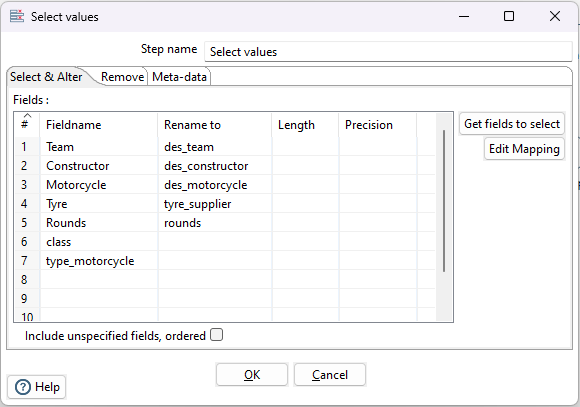 Select values
Step name Select values
Select & Alter Remove Meta-data
Fields :
# Fieldname Rename to Length Precision
1 Team des_team
2 Constructor des_constructor
3 Motorcycle des_motorcycle
4 Tyre tyre_supplier
5 Rounds rounds
6 class
7 type_motorcycle
8
9
10
Get fields to select
Edit Mapping
Include unspecified fields, ordered
OK Cancel
Help